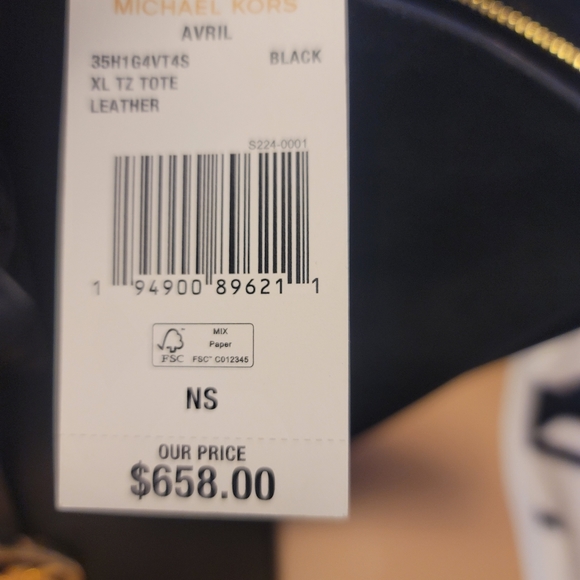 MICHAEL KORS
AVRIL
35H1G4VT4S BLACK
XL TZ TOTE
LEATHER
S224-0001
1 94900 89621 1
MIX
Paper
FSC FSC™ C012345
NS
OUR PRICE
$658.00